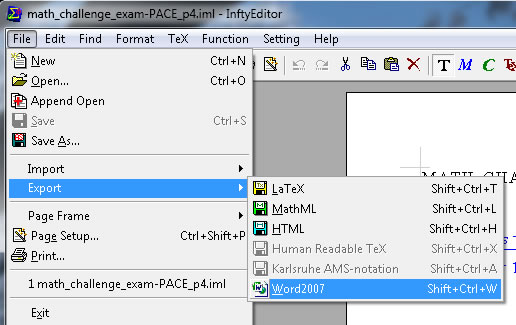 math_challenge_exam-PACE_p4.iml - InftyEditor
File Edit Find Format TeX Function Setting Help
T M C
New Ctrl+N
Open... Ctrl+O
Append Open
Save Ctrl+S
Save As...
Import
Export
Page Frame
Page Setup... Ctrl+Shift+P
Print...
1 math_challenge_exam-PACE_p4.iml
Exit
MATH CHA
LaTeX Shift+Ctrl+T
MathML Shift+Ctrl+L
HTML Shift+Ctrl+H
Human Readable TeX Shift+Ctrl+X
Karlsruhe AMS-notation Shift+Ctrl+A
Word2007 Shift+Ctrl+W